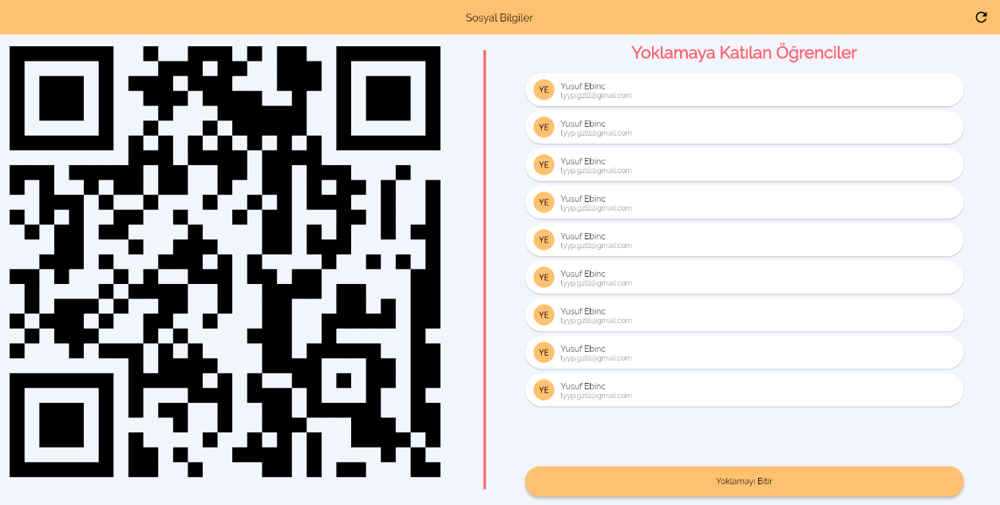 Sosyal Bilgiler
Yoklamaya Katılan Öğrenciler
YE
Yusuf Ebinc
tyyp.gzlll@gmail.com
YE
Yusuf Ebinc
tyyp.gzlll@gmail.com
YE
Yusuf Ebinc
tyyp.gzlll@gmail.com
YE
Yusuf Ebinc
tyyp.gzlll@gmail.com
YE
Yusuf Ebinc
tyyp.gzlll@gmail.com
YE
Yusuf Ebinc
tyyp.gzlll@gmail.com
YE
Yusuf Ebinc
tyyp.gzlll@gmail.com
YE
Yusuf Ebinc
tyyp.gzlll@gmail.com
YE
Yusuf Ebinc
tyyp.gzlll@gmail.com
Yoklamayı Bitir